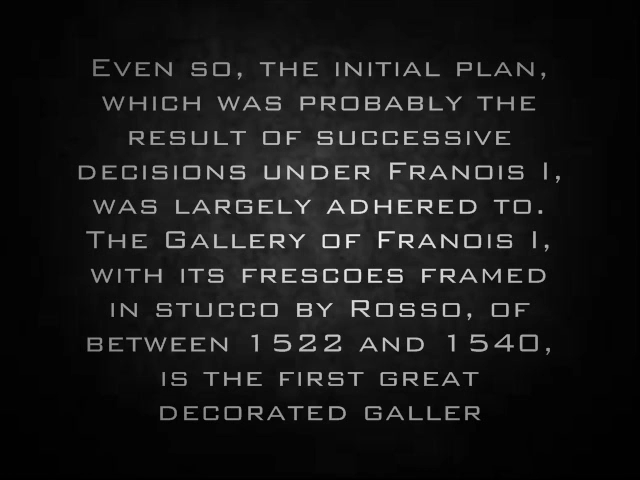 Even so, the initial plan,
which was probably the
result of successive
decisions under Franois I,
was largely adhered to.
The Gallery of Franois I,
with its frescoes framed
in stucco by Rosso, of
between 1522 and 1540,
is the first great
decorated galler